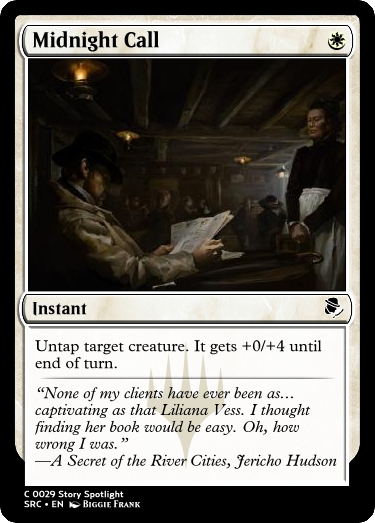 Midnight Call
Instant
Untap target creature. It gets +0/+4 until
end of turn.
“None of my clients have ever been as…
captivating as that Liliana Vess. I thought
finding her book would be easy. Oh, how
wrong I was.”
—A Secret of the River Cities, Jericho Hudson
C 0029 Story Spotlight
SRC • EN Biggie Frank